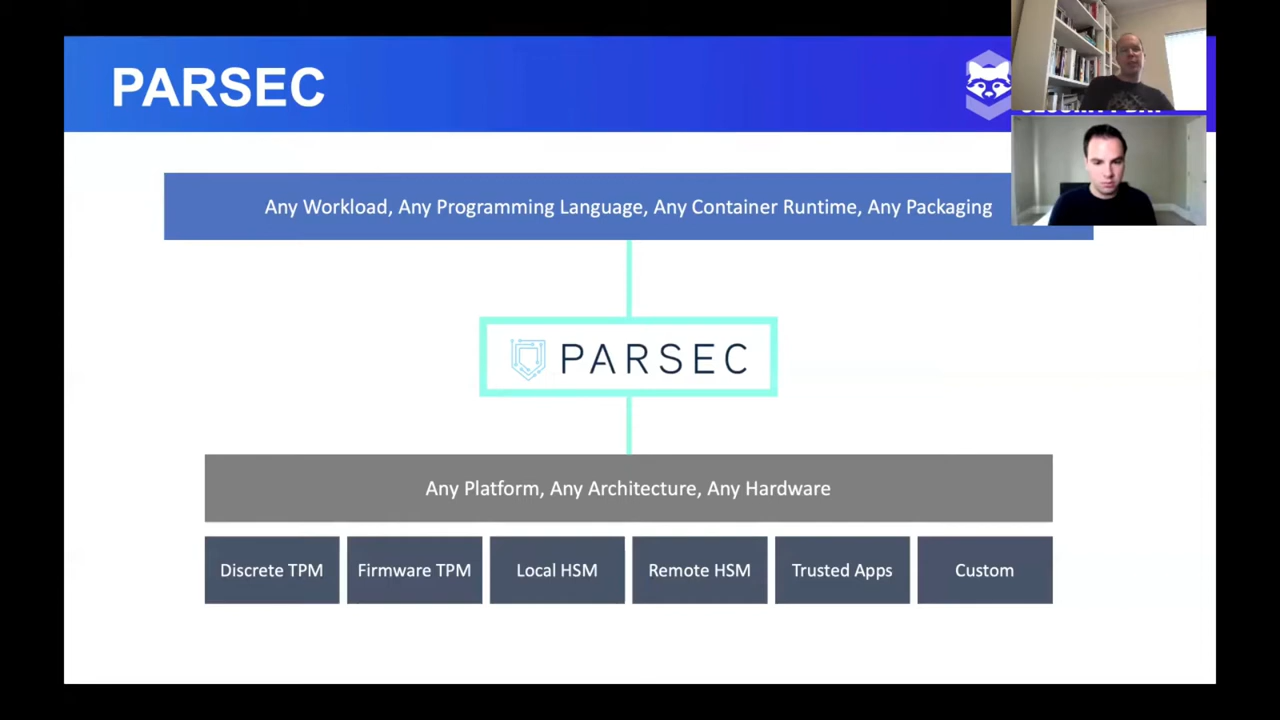 PARSEC
Any Workload, Any Programming Language, Any Container Runtime, Any Packaging
PARSEC
Any Platform, Any Architecture, Any Hardware
Discrete TPM
Firmware TPM
Local HSM
Remote HSM
Trusted Apps
Custom